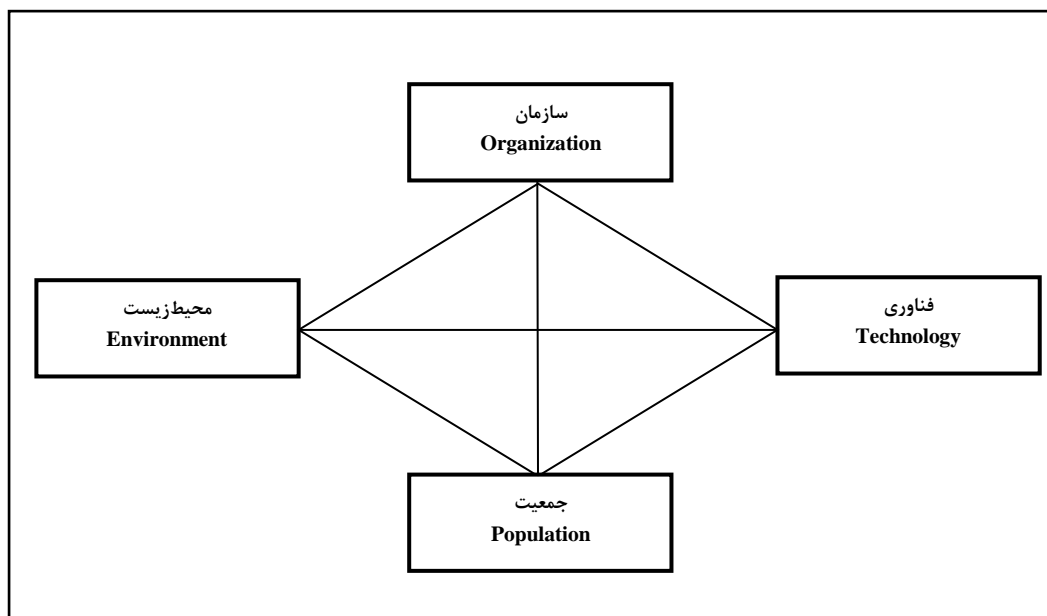 سازمان
Organization
محیط‌زیست
Environment
فناوری
Technology
جمعیت
Population